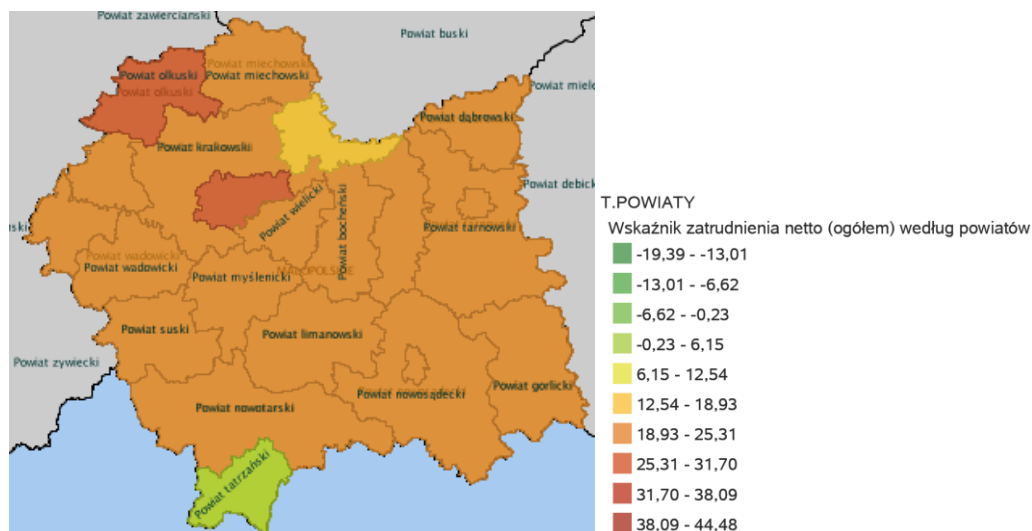 Powiat zawierciański
Powiat buski
Powiat miechowski
Powiat olkuski
Powiat miechowski
Powiat olkuski
Powiat miele
Powiat dąbrowski
Powiat krakowski
Powiat dębick
Powiat wielicki
Powiat bocheński
Powiat tarnowski
uski
Powiat wadowicki
Powiat wadowicki
MAŁOPOLSKIE
Powiat myślenicki
Powiat suski
Powiat limanowski
Powiat żywiecki
Powiat nowosądecki
Powiat gorlicki
Powiat nowotarski
Powiat tatrzański
T.POWIATY
Wskaźnik zatrudnienia netto (ogółem) według powiatów
-19,39 - -13,01
-13,01 - -6,62
-6,62 - -0,23
-0,23 - 6,15
6,15 - 12,54
12,54 - 18,93
18,93 - 25,31
25,31 - 31,70
31,70 - 38,09
38,09 - 44,48